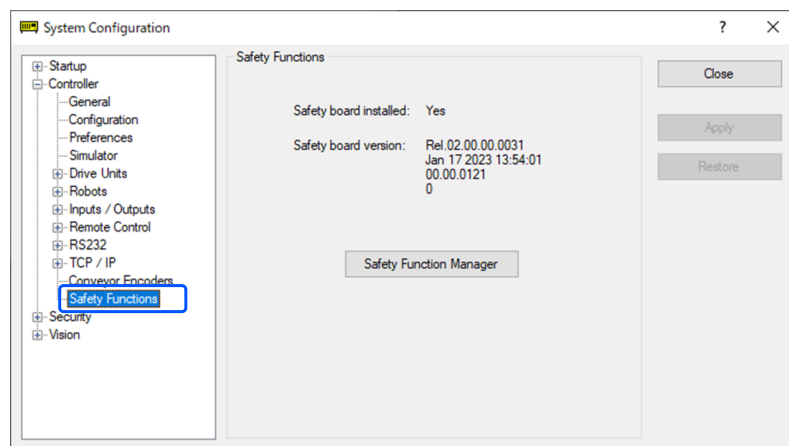 System Configuration
?
Startup
Controller
General
Configuration
Preferences
Simulator
Drive Units
Robots
Inputs / Outputs
Remote Control
RS232
TCP / IP
Conveyor Encoders
Safety Functions
Security
Vision
Safety Functions
Safety board installed: Yes
Safety board version: Rel.02.00.00.0031
Jan 17 2023 13:54:01
00.00.0121
0
Safety Function Manager
Close
Apply
Restore